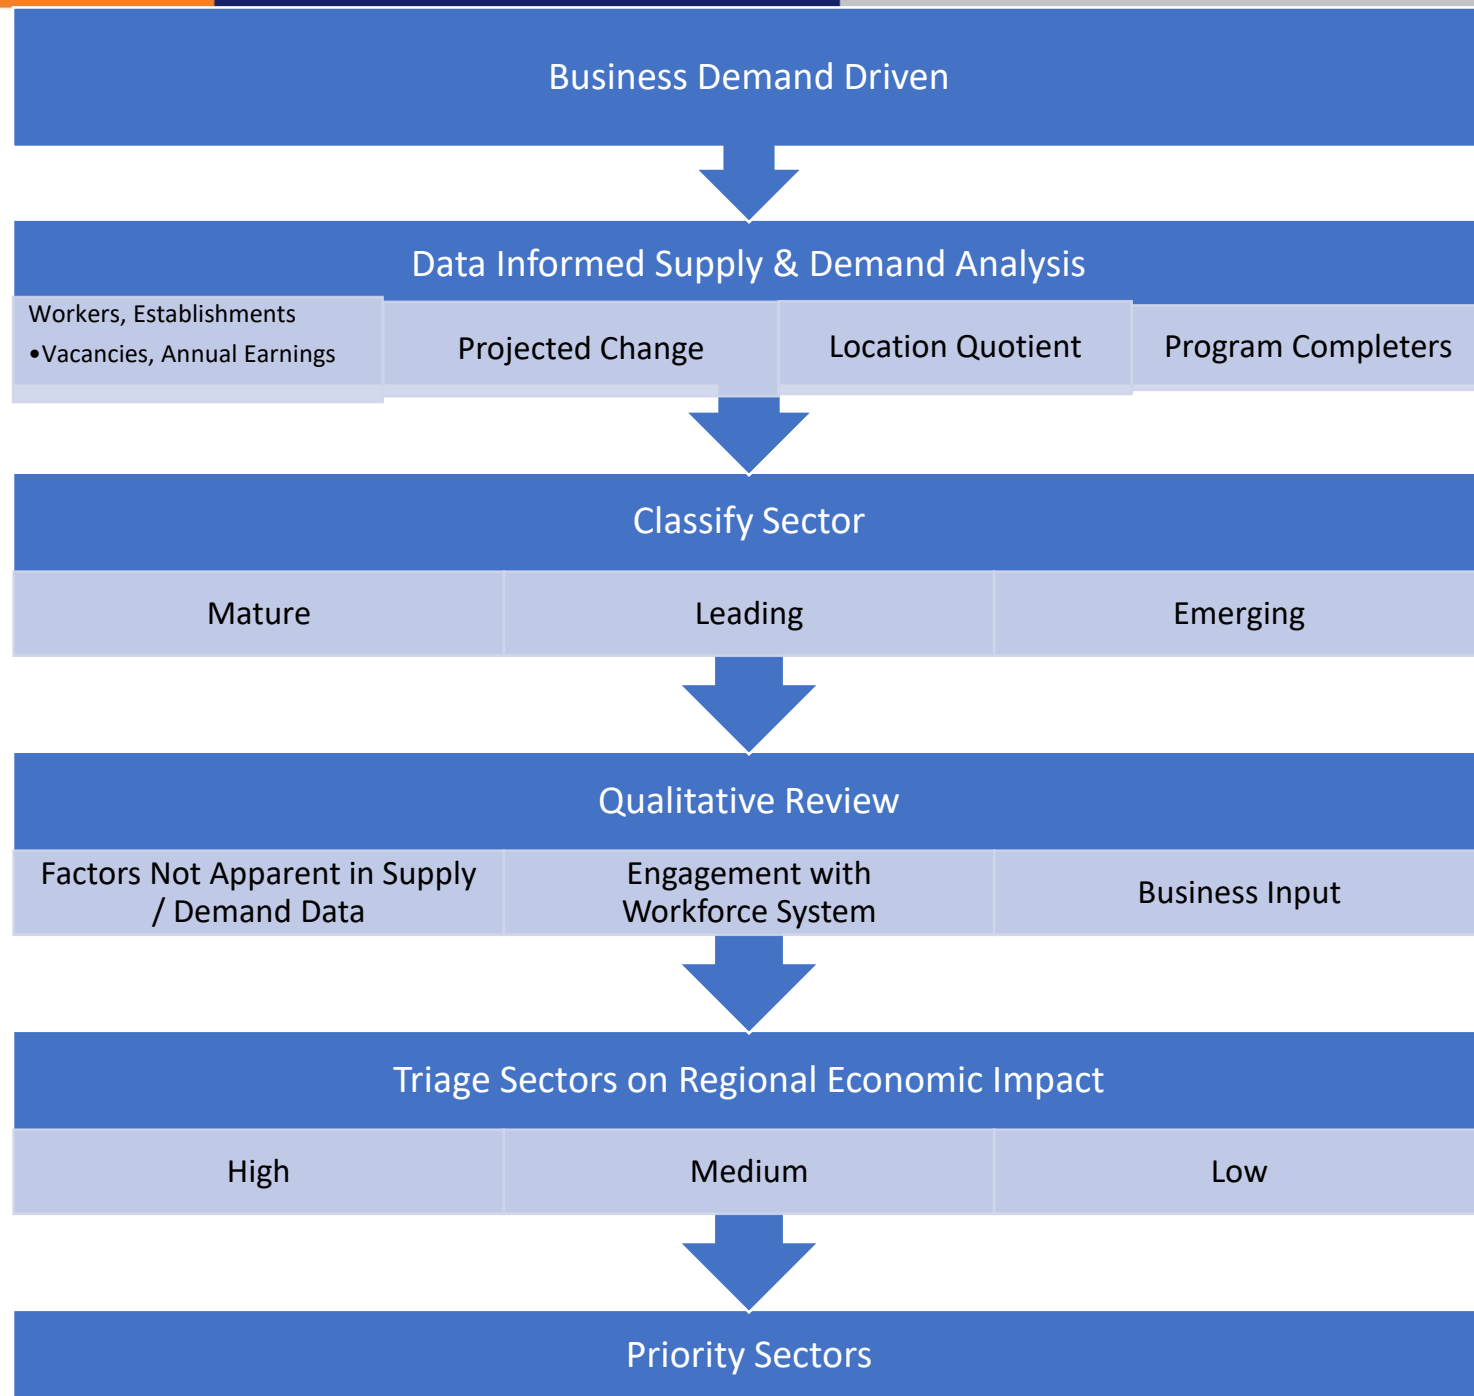 Business Demand Driven
Data Informed Supply & Demand Analysis
Workers, Establishments
•Vacancies, Annual Earnings
Projected Change
Location Quotient
Program Completers
Classify Sector
Mature
Leading
Emerging
Qualitative Review
Factors Not Apparent in Supply
/ Demand Data
Engagement with
Workforce System
Business Input
Triage Sectors on Regional Economic Impact
High
Medium
Low
Priority Sectors